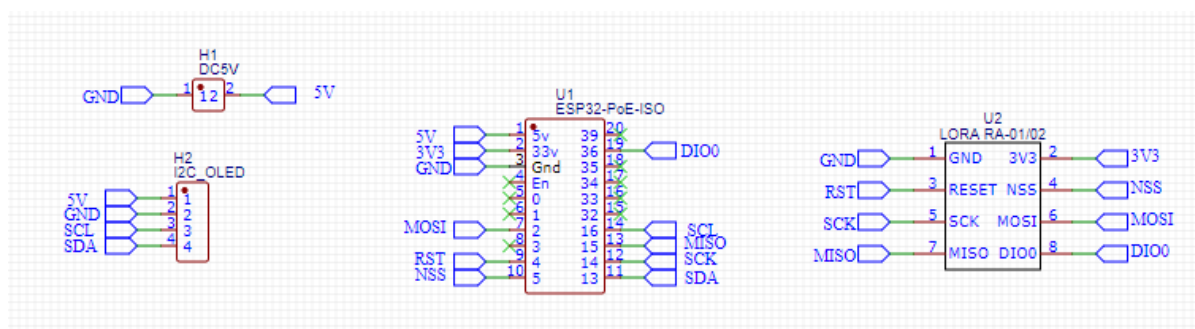 H1
DC5V
GND 1 12 2 5V
H2
I2C_OLED
5V 1 1
GND 2 2
SCL 3 3
SDA 4 4
U1
ESP32-PoE-ISO
5V 1 5v 39 20
3V3 2 33v 36 19 DIO0
GND 3 Gnd 35 18
4 En 34 17
5 0 33 16
6 1 32 15
MOSI 7 2 16 14 SCL
8 3 15 13 MISO
RST 9 4 14 12 SCK
NSS 10 5 13 11 SDA
U2
LORA RA-01/02
GND 1 GND 3V3 2 3V3
RST 3 RESET NSS 4 NSS
SCK 5 SCK MOSI 6 MOSI
MISO 7 MISO DIO0 8 DIO0